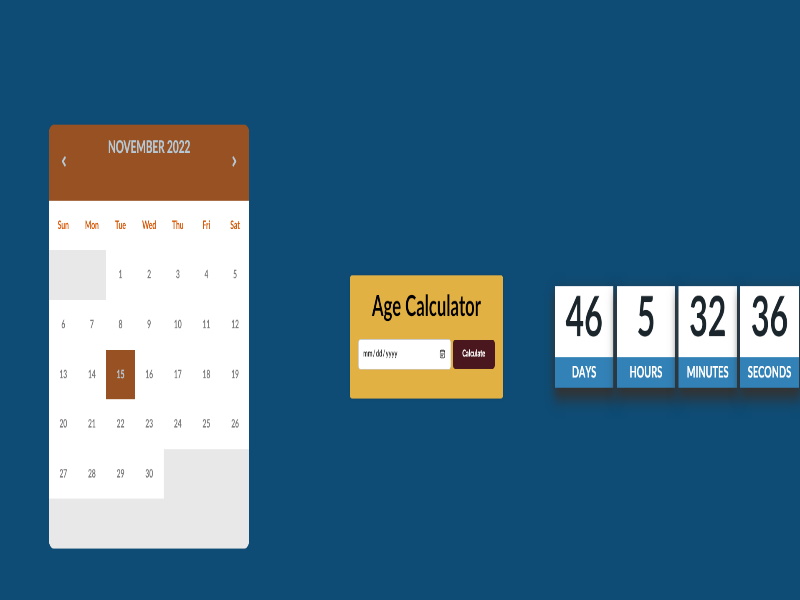 NOVEMBER 2022
‹ ›
Sun Mon Tue Wed Thu Fri Sat
1 2 3 4 5
6 7 8 9 10 11 12
13 14 15 16 17 18 19
20 21 22 23 24 25 26
27 28 29 30
Age Calculator
mm/dd/yyyy Calculate
46 5 32 36
DAYS HOURS MINUTES SECONDS